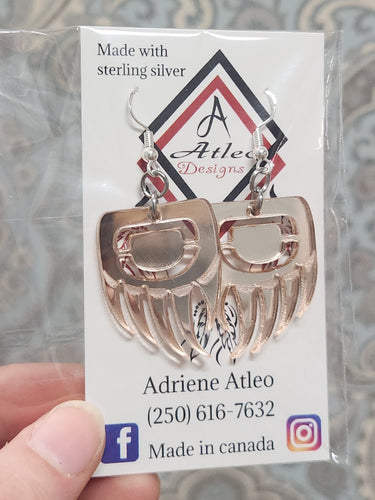 Made with
sterling silver
A
Atleo
Designs
Adriene Atleo
(250) 616-7632
Made in canada